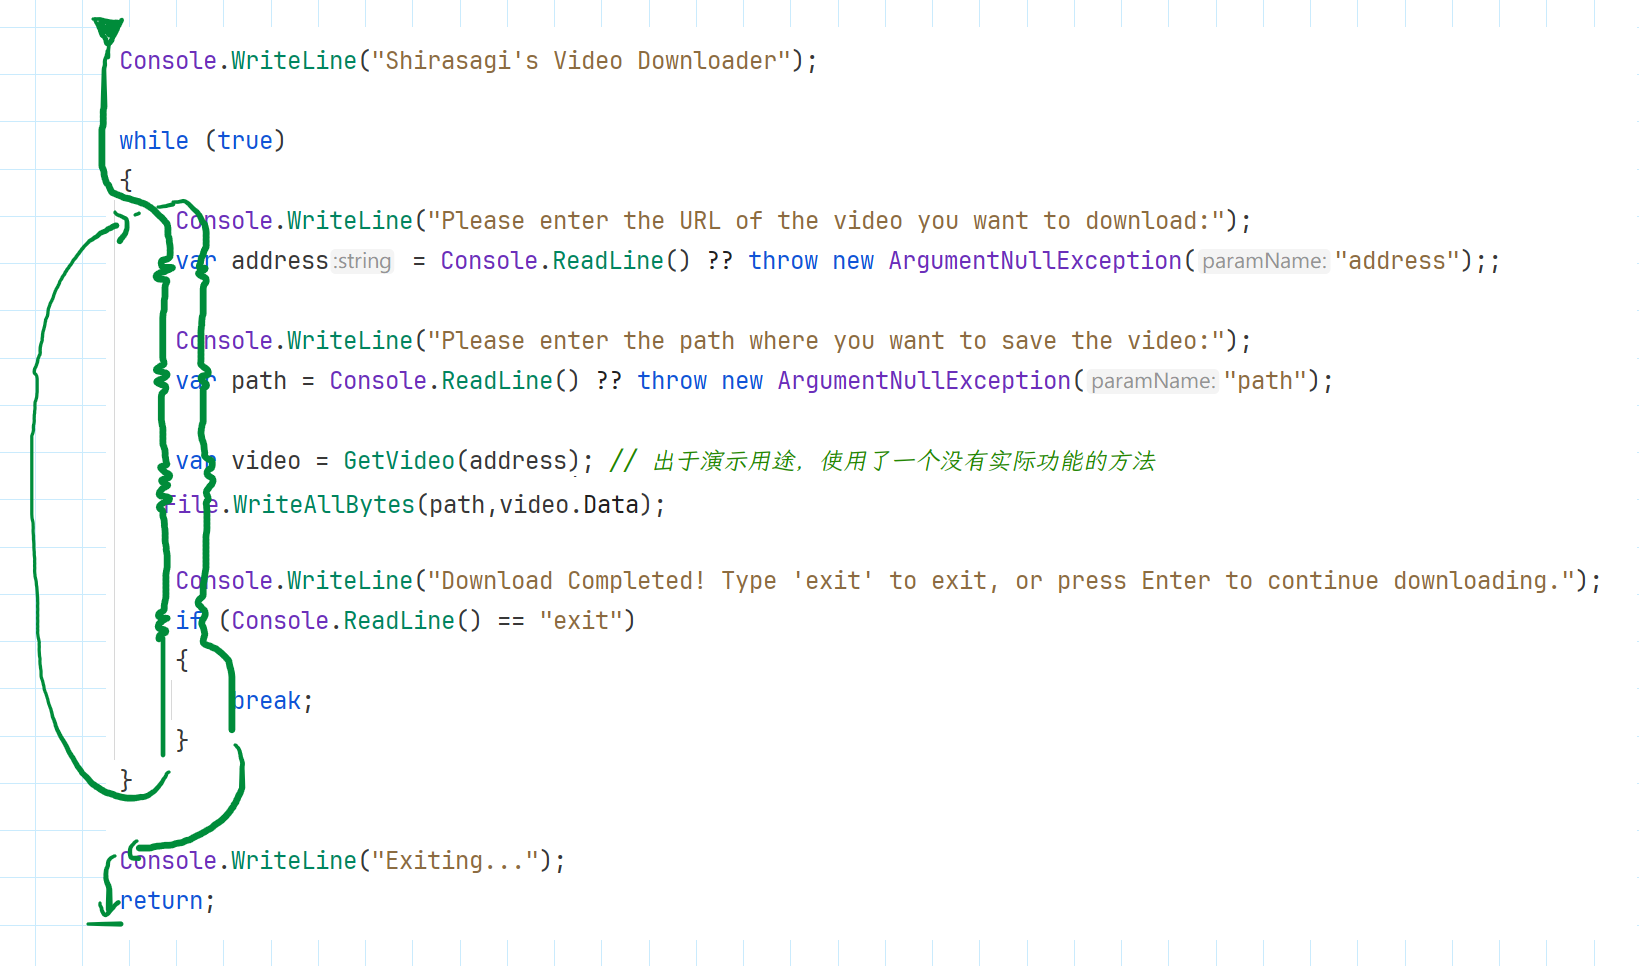 Console.WriteLine("Shirasagi's Video Downloader");
while (true)
{
Console.WriteLine("Please enter the URL of the video you want to download:");
var address:string = Console.ReadLine() ?? throw new ArgumentNullException(paramName:"address");;
Console.WriteLine("Please enter the path where you want to save the video:");
var path = Console.ReadLine() ?? throw new ArgumentNullException(paramName:"path");
var video = GetVideo(address); // 出于演示用途，使用了一个没有实际功能的方法
File.WriteAllBytes(path,video.Data);
Console.WriteLine("Download Completed! Type 'exit' to exit, or press Enter to continue downloading.");
if (Console.ReadLine() == "exit")
{
break;
}
}
Console.WriteLine("Exiting...");
return;